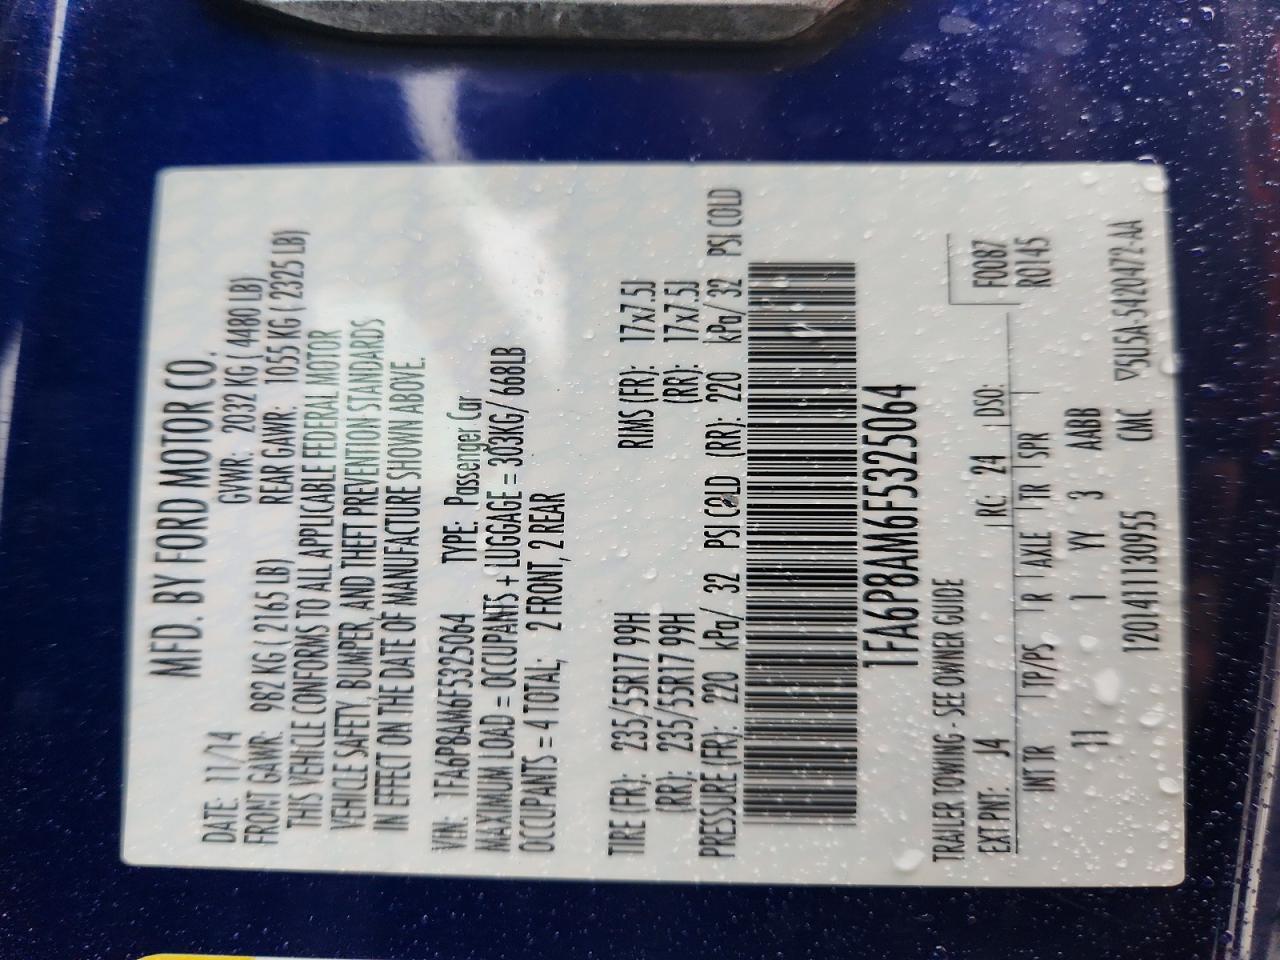 MFD. BY FORD MOTOR CO.
DATE: 11/14 GVWR: 2032 KG ( 4480 LB)
FRONT GAWR: 982 KG ( 2165 LB) REAR GAWR: 1055 KG ( 2325 LB)
THIS VEHICLE CONFORMS TO ALL APPLICABLE FEDERAL MOTOR
VEHICLE SAFETY, BUMPER, AND THEFT PREVENTION STANDARDS
IN EFFECT ON THE DATE OF MANUFACTURE SHOWN ABOVE.
VIN: 1FA6P8AM6F5325064 TYPE: Passenger Car
MAXIMUM LOAD = OCCUPANTS + LUGGAGE = 303KG/ 668LB
OCCUPANTS = 4 TOTAL; 2 FRONT, 2 REAR
TIRE (FR): 235/55R17 99H RIMS (FR): 17x7.5J
(RR): 235/55R17 99H (RR): 17x7.5J
PRESSURE (FR): 220 kPa/ 32 PSI COLD (RR): 220 kPa/ 32 PSI COLD
1FA6P8AM6F5325064
TRAILER TOWING - SEE OWNER GUIDE
F0087
EXT PNT: J4 RC: 24 DSO: R0145
INT TR TP/PS R AXLE TR SPR
11 1 YY 3 AABB
120141130955 CMC 5U5A-5420472-AA